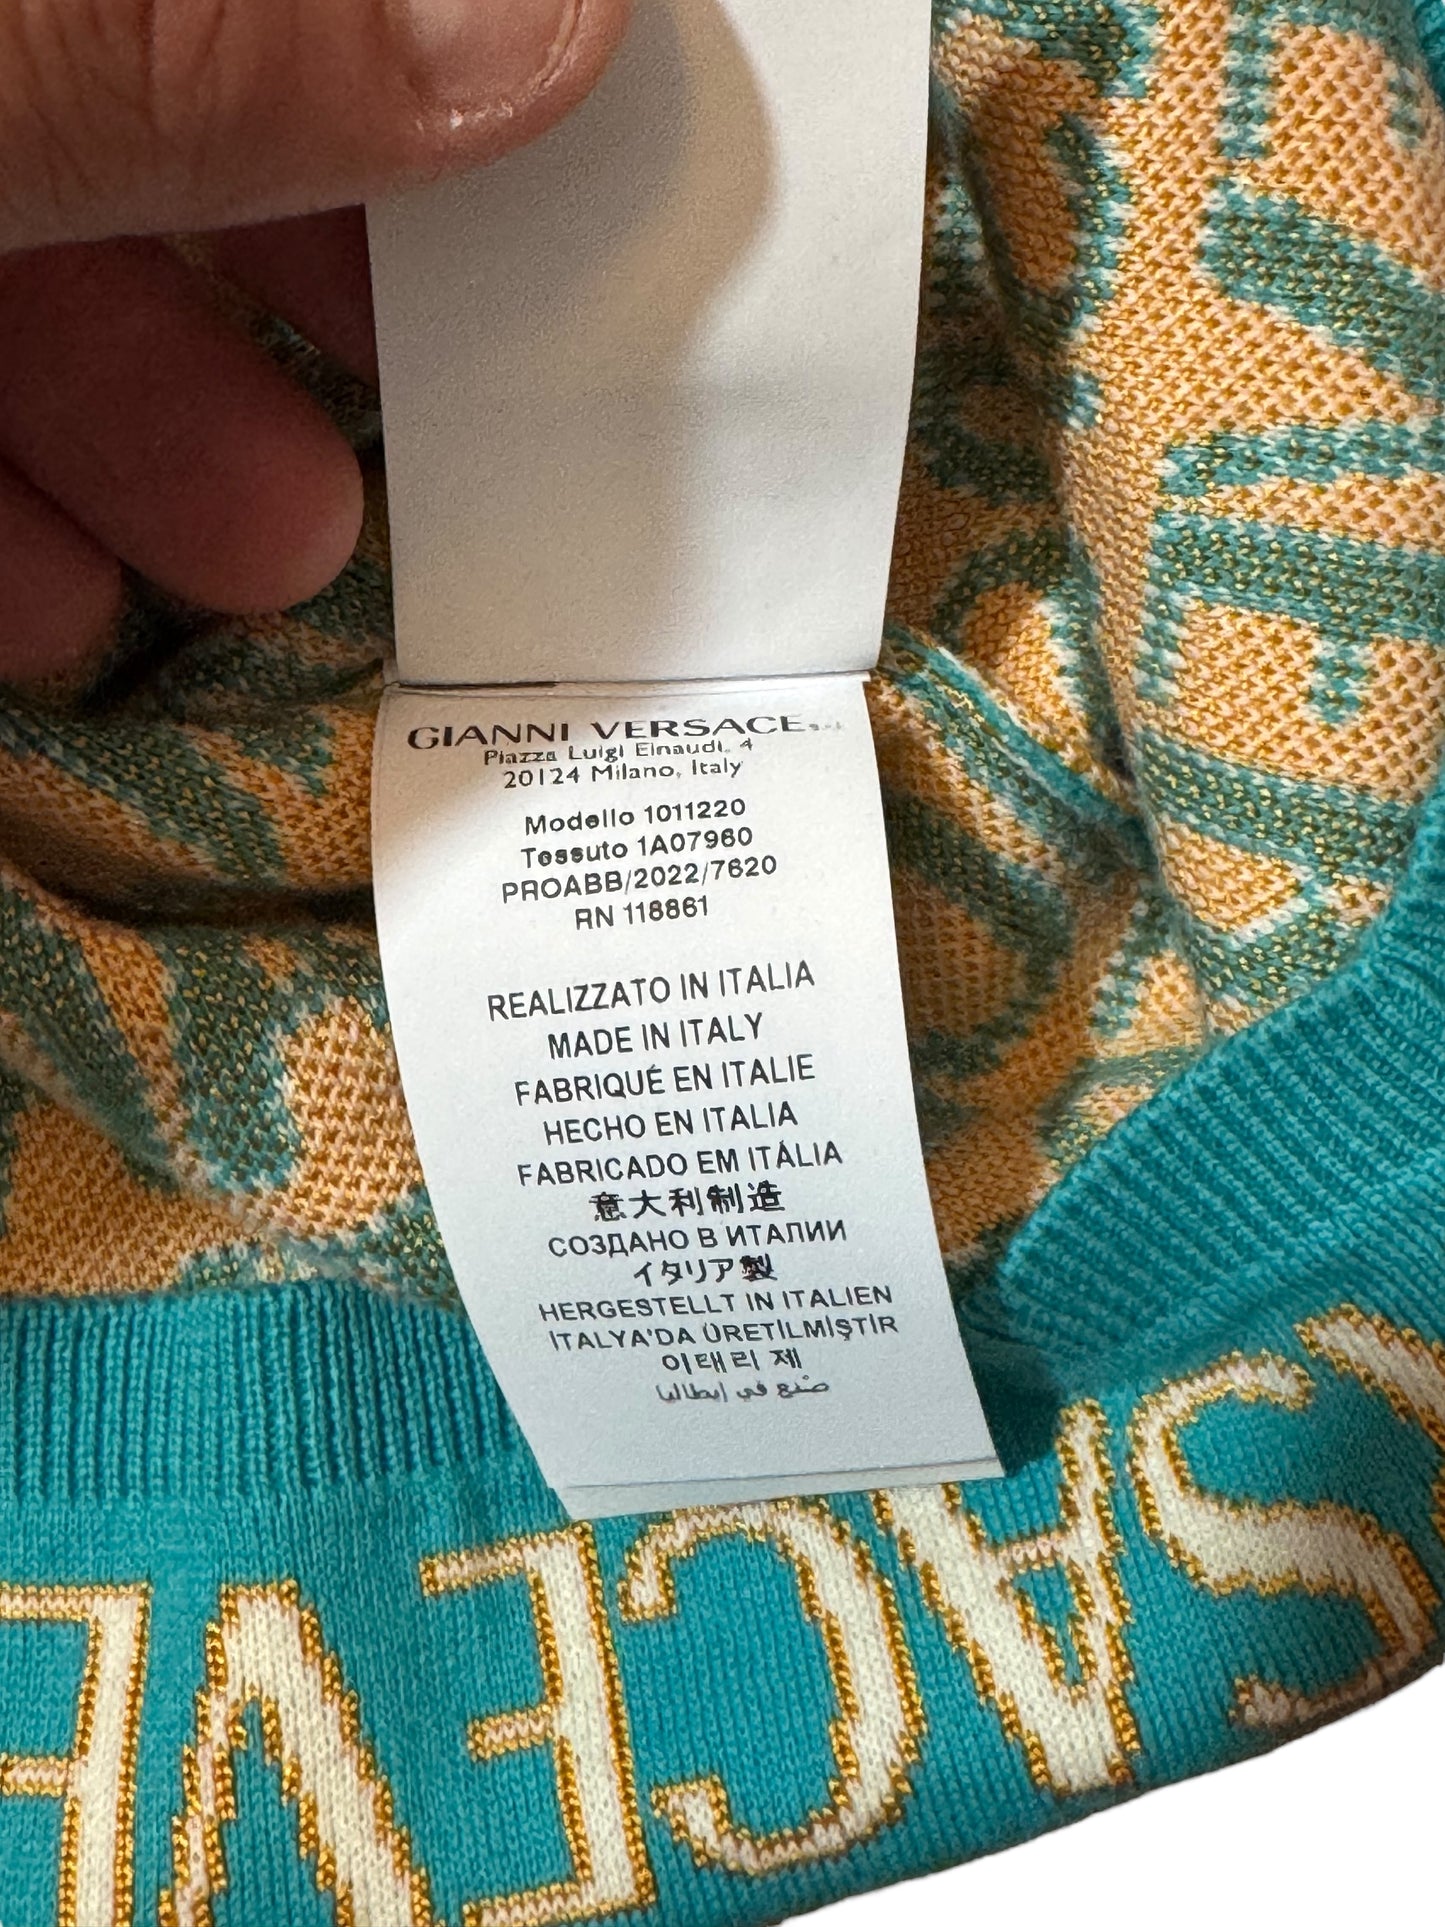 GIANNI VERSACE s.r.l.
Piazza Luigi Einaudi, 4
20124 Milano, Italy
Modello 1011220
Tessuto 1A07960
PROABB/2022/7620
RN 118861
REALIZZATO IN ITALIA
MADE IN ITALY
FABRIQUÉ EN ITALIE
HECHO EN ITALIA
FABRICADO EM ITÁLIA
意大利制造
СОЗДАНО В ИТАЛИИ
イタリア製
HERGESTELLT IN ITALIEN
İTALYA'DA ÜRETİLMİŞTİR
이태리 제
صُنع في إيطاليا
VE
SACE